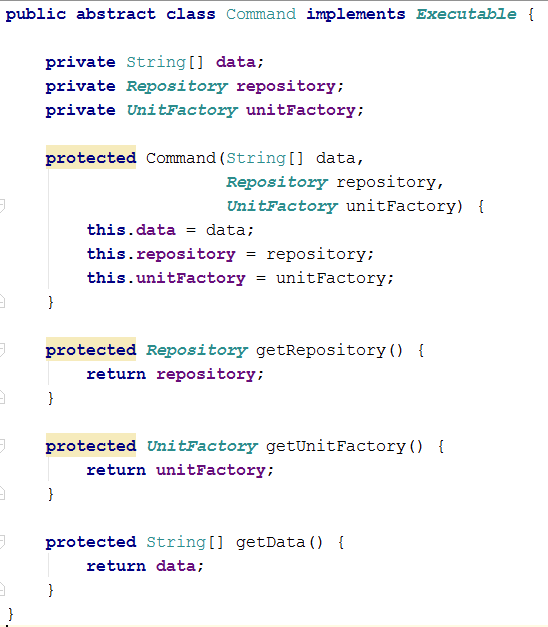 public abstract class Command implements Executable {
    private String[] data;
    private Repository repository;
    private UnitFactory unitFactory;
    protected Command(String[] data,
                      Repository repository,
                      UnitFactory unitFactory) {
        this.data = data;
        this.repository = repository;
        this.unitFactory = unitFactory;
    }
    protected Repository getRepository() {
        return repository;
    }
    protected UnitFactory getUnitFactory() {
        return unitFactory;
    }
    protected String[] getData() {
        return data;
    }
}